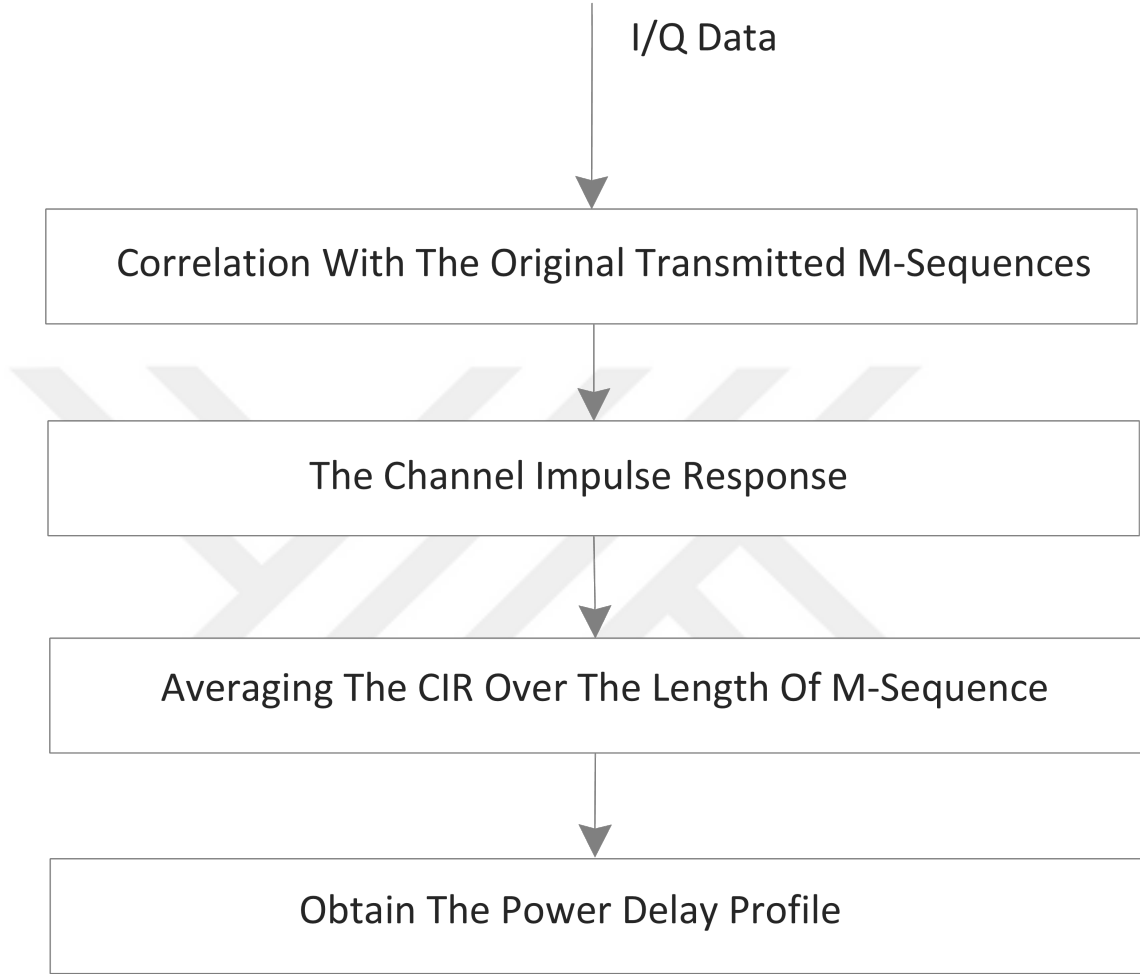 I/Q Data
Correlation With The Original Transmitted M-Sequences
The Channel Impulse Response
Averaging The CIR Over The Length Of M-Sequence
Obtain The Power Delay Profile